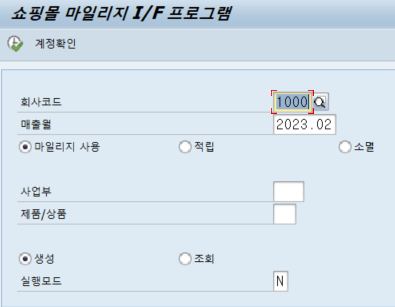 쇼핑몰 마일리지 I/F 프로그램
계정확인
회사코드 1000
매출월 2023.02
마일리지 사용 적립 소멸
사업부
제품/상품
생성 조회
실행모드 N